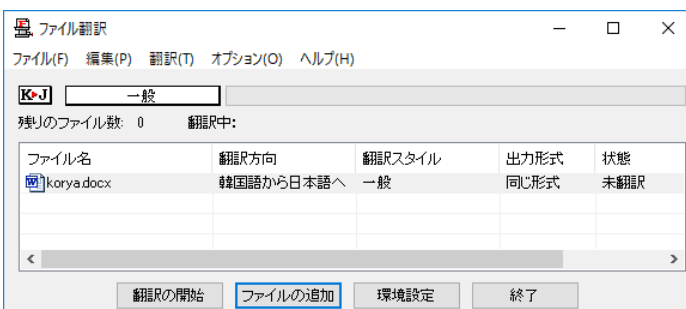 ファイル翻訳
ファイル(F) 編集(P) 翻訳(T) オプション(O) ヘルプ(H)
K▸J 一般
残りのファイル数: 0 翻訳中:
ファイル名 翻訳方向 翻訳スタイル 出力形式 状態
korya.docx 韓国語から日本語へ 一般 同じ形式 未翻訳
翻訳の開始 ファイルの追加 環境設定 終了